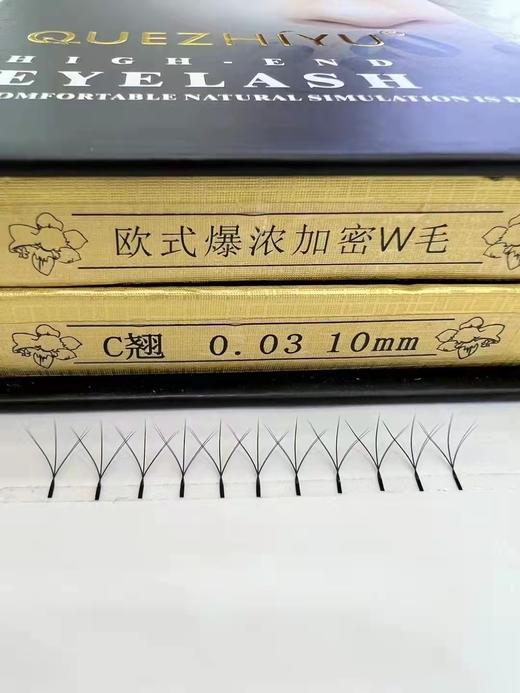 QUEZHIYU®
HIGH-END
EYELASH
COMFORTABLE NATURAL SIMULATION IS
欧式爆浓加密W毛
C翘 0.03 10mm